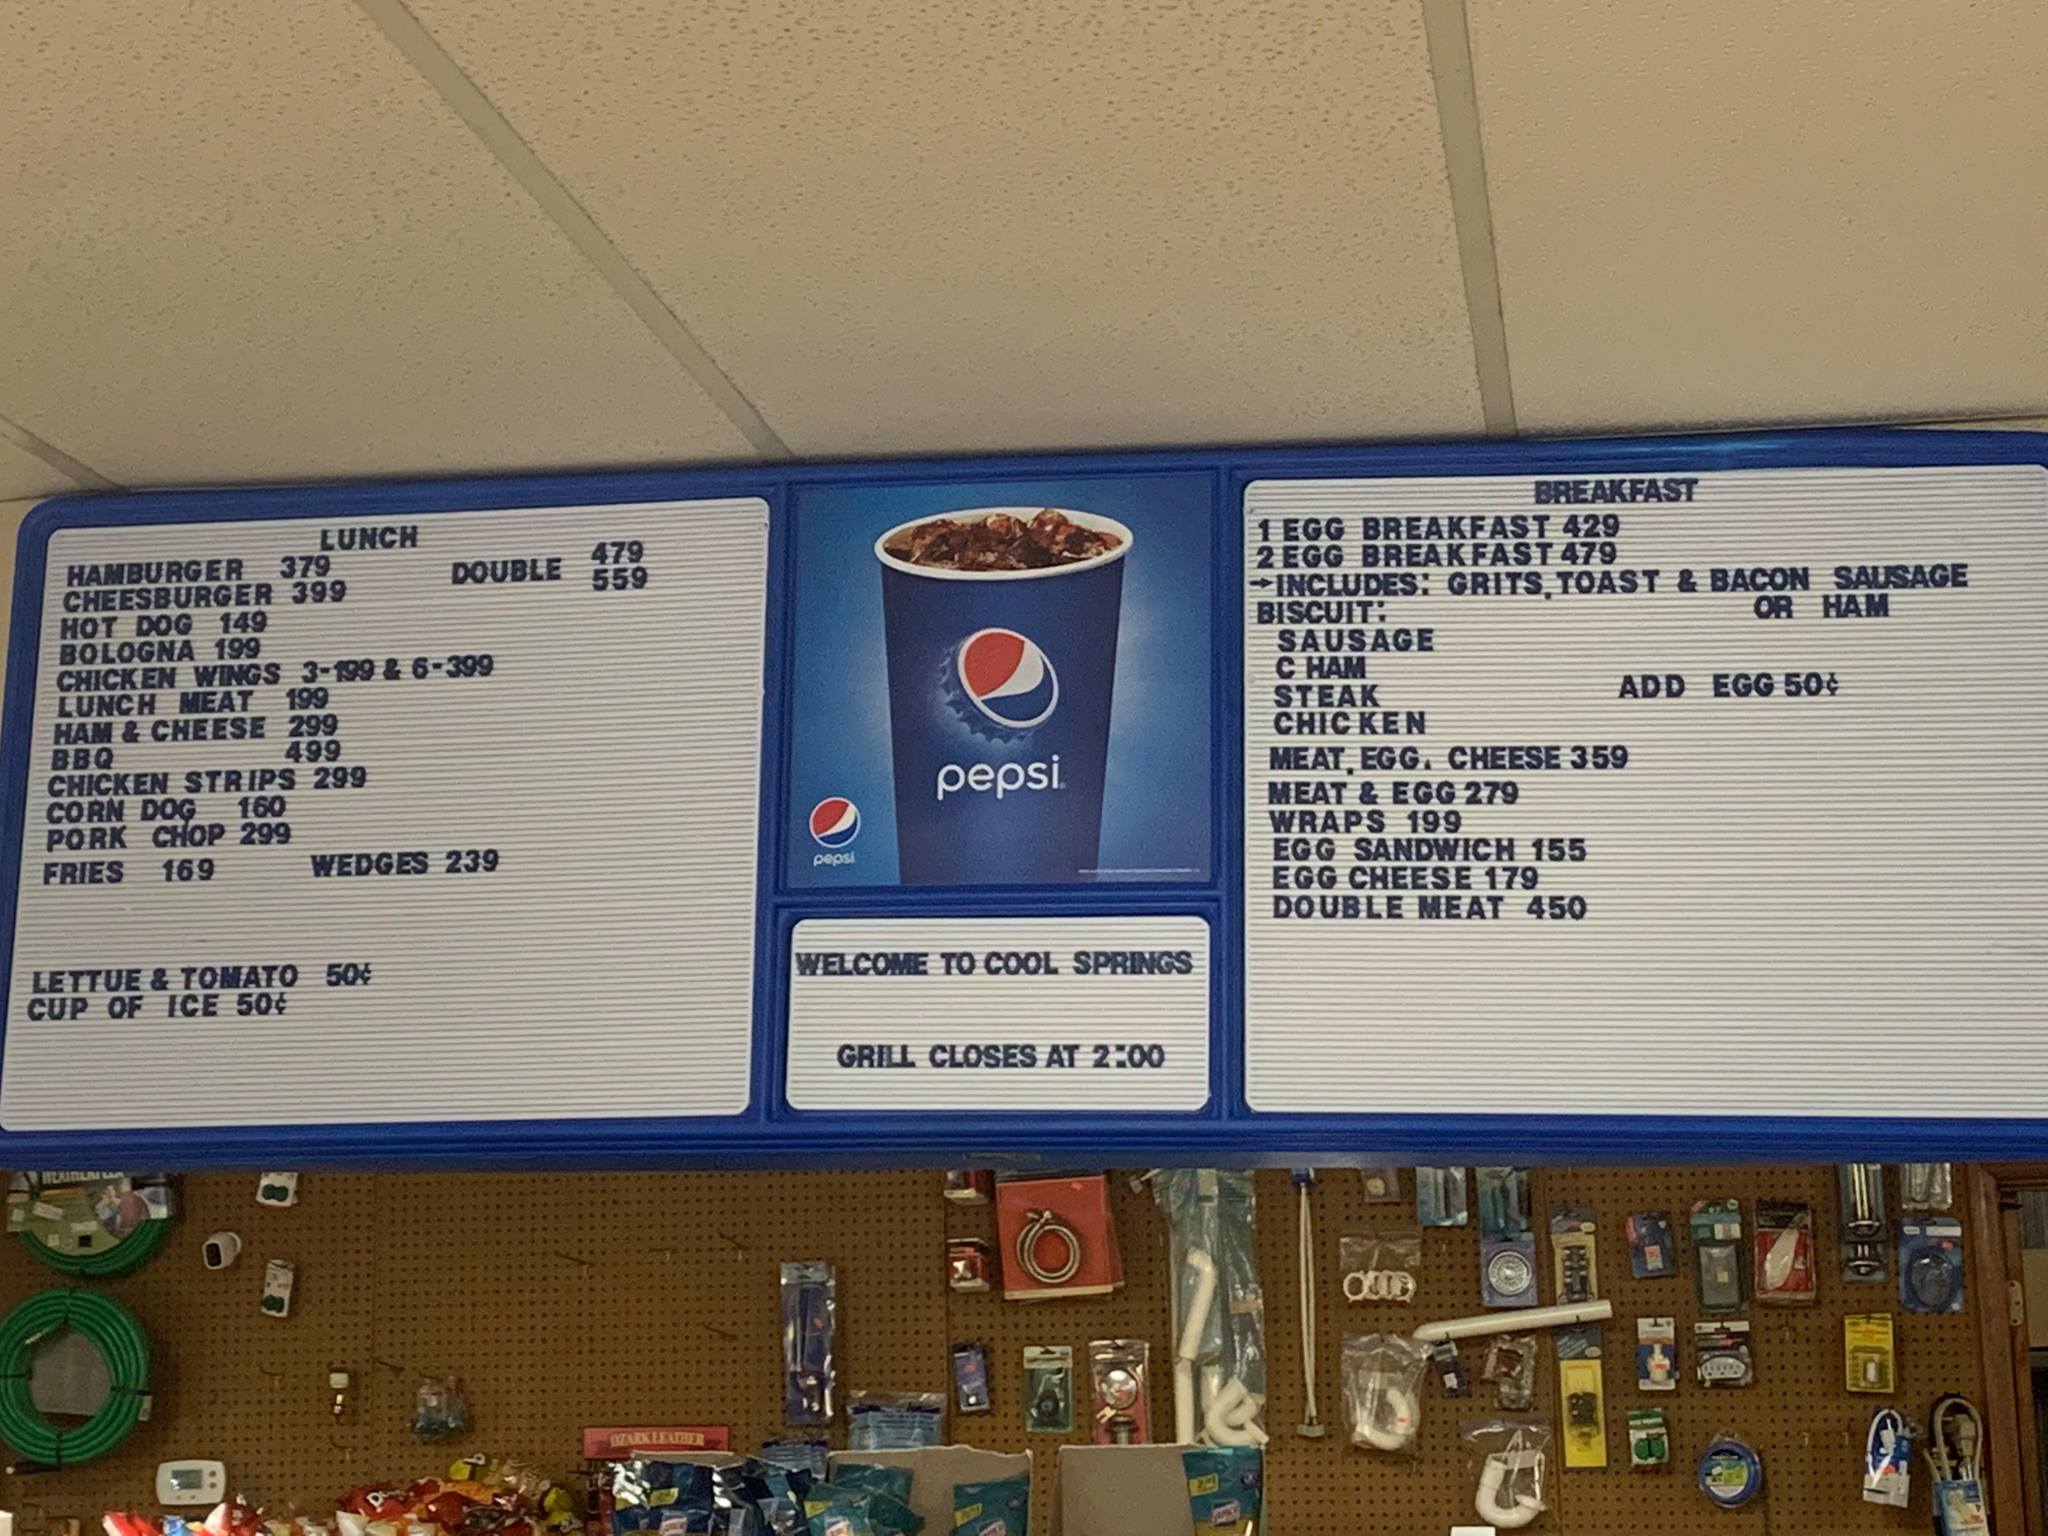 LUNCH
HAMBURGER 379 DOUBLE 479
CHEESBURGER 399 559
HOT DOG 149
BOLOGNA 199
CHICKEN WINGS 3-199 & 6-399
LUNCH MEAT 199
HAM & CHEESE 299
BBQ 499
CHICKEN STRIPS 299
CORN DOG 160
PORK CHOP 299
FRIES 169 WEDGES 239
LETTUE & TOMATO 50¢
CUP OF ICE 50¢
pepsi
pepsi
WELCOME TO COOL SPRINGS
GRILL CLOSES AT 2:00
BREAKFAST
1 EGG BREAKFAST 429
2 EGG BREAKFAST 479
→INCLUDES: GRITS, TOAST & BACON SAUSAGE
BISCUIT: OR HAM
SAUSAGE
C HAM
STEAK ADD EGG 50¢
CHICKEN
MEAT, EGG, CHEESE 359
MEAT & EGG 279
WRAPS 199
EGG SANDWICH 155
EGG CHEESE 179
DOUBLE MEAT 450
OZARK LEATHER